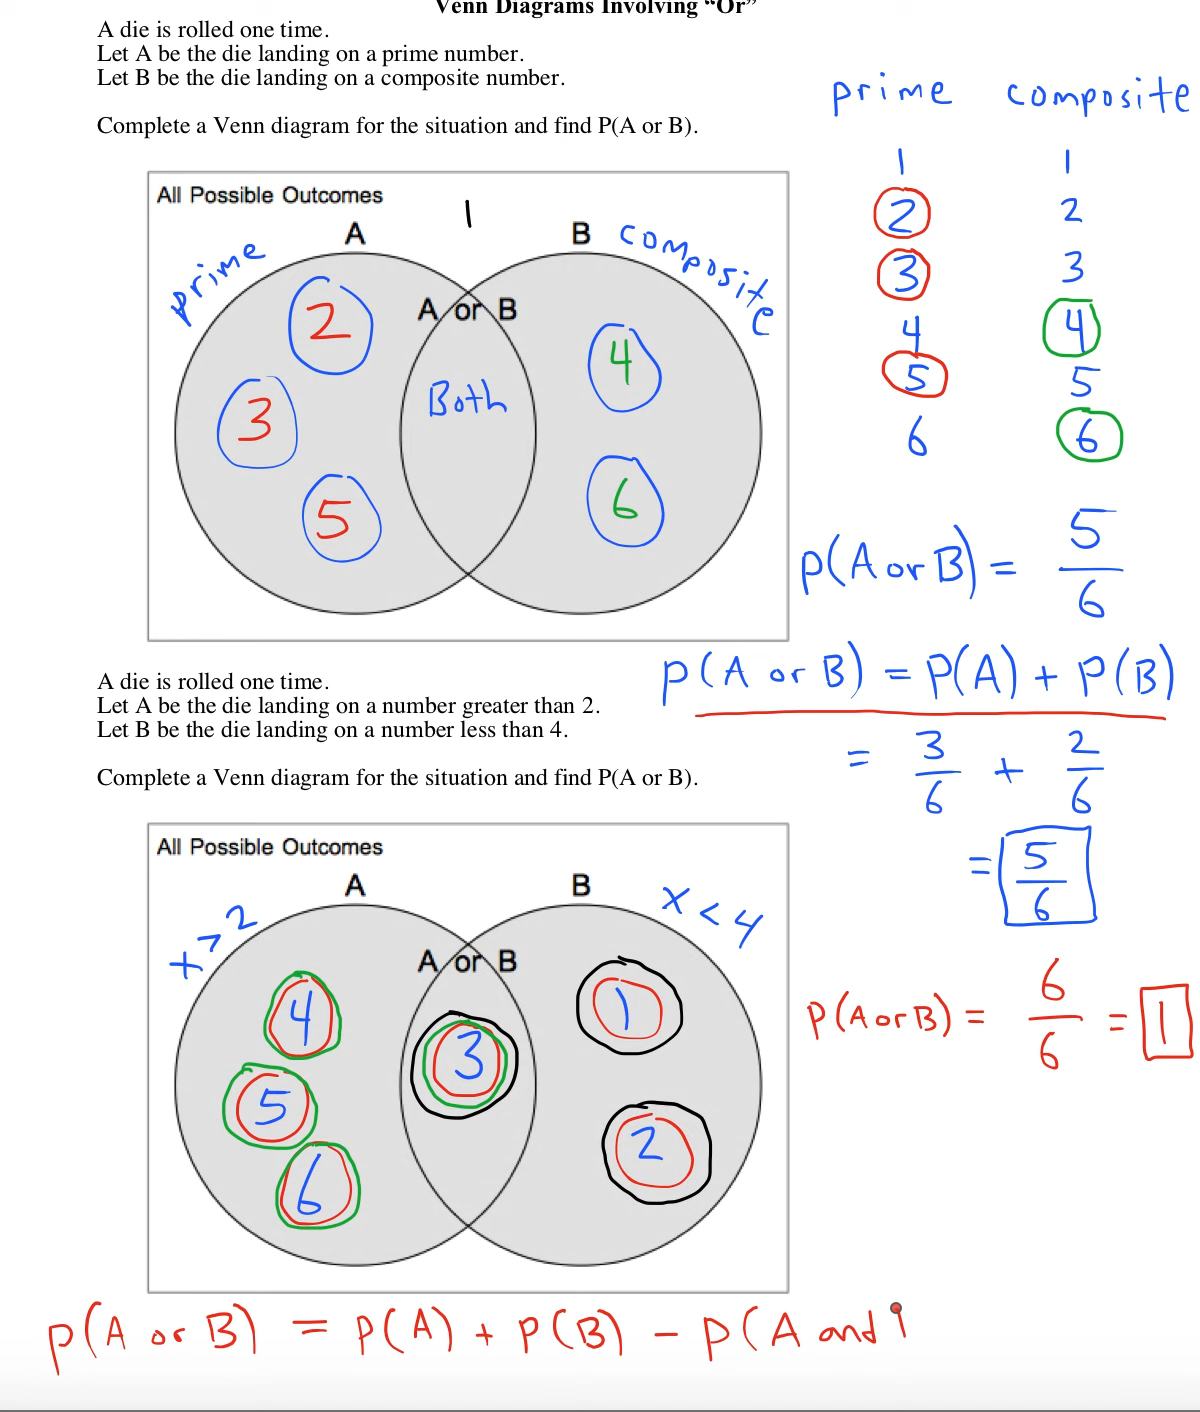 Venn Diagrams Involving “Or”
A die is rolled one time.
Let A be the die landing on a prime number.
Let B be the die landing on a composite number.
Complete a Venn diagram for the situation and find P(A or B).
prime composite
1 1
2 2
3 3
4 4
5 5
6 6
All Possible Outcomes
1
A B
prime composite
A or B
2
3
5
Both
4
6
P(A or B) = 5/6
P(A or B) = P(A) + P(B)
= 3/6 + 2/6
= 5/6
A die is rolled one time.
Let A be the die landing on a number greater than 2.
Let B be the die landing on a number less than 4.
Complete a Venn diagram for the situation and find P(A or B).
All Possible Outcomes
A B
x > 2 x < 4
A or B
4
5
6
3
1
2
P(A or B) = 6/6 = 1
P(A or B) = P(A) + P(B) - P(A and